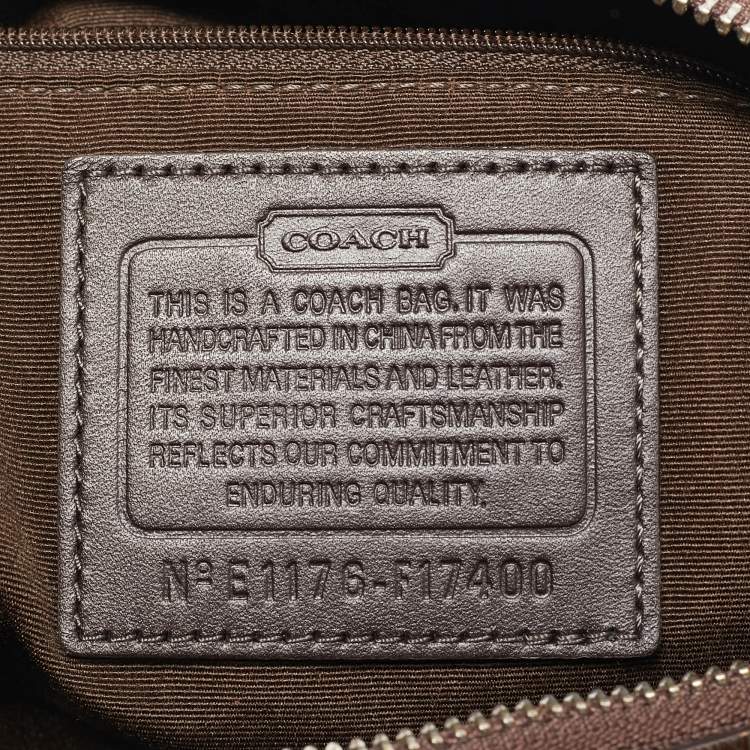 COACH
THIS IS A COACH BAG. IT WAS
HANDCRAFTED IN CHINA FROM THE
FINEST MATERIALS AND LEATHER.
ITS SUPERIOR CRAFTSMANSHIP
REFLECTS OUR COMMITMENT TO
ENDURING QUALITY.
Nº E1176-F17400